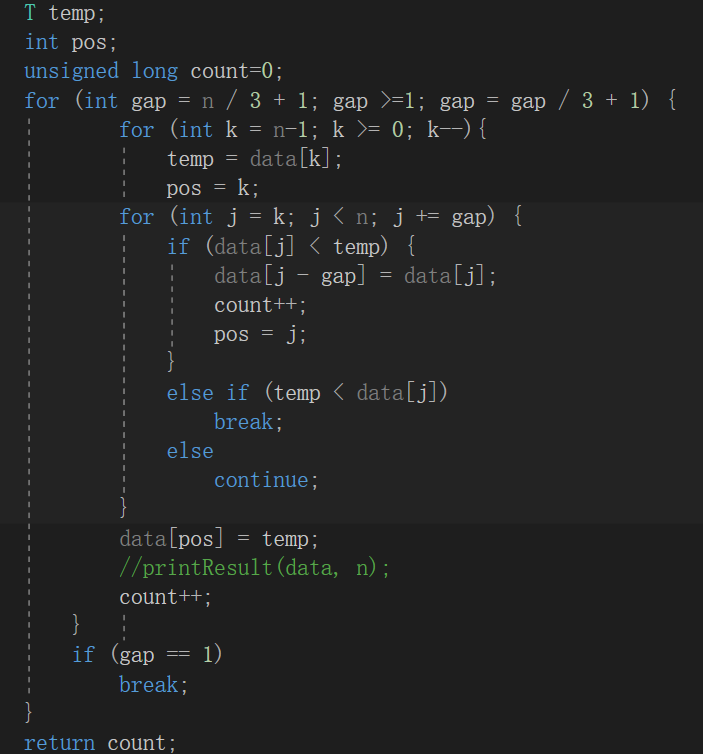 T temp;
int pos;
unsigned long count=0;
for (int gap = n / 3 + 1; gap >=1; gap = gap / 3 + 1) {
for (int k = n-1; k >= 0; k--){
temp = data[k];
pos = k;
for (int j = k; j < n; j += gap) {
if (data[j] < temp) {
data[j - gap] = data[j];
count++;
pos = j;
}
else if (temp < data[j])
break;
else
continue;
}
data[pos] = temp;
//printResult(data, n);
count++;
}
if (gap == 1)
break;
}
return count;